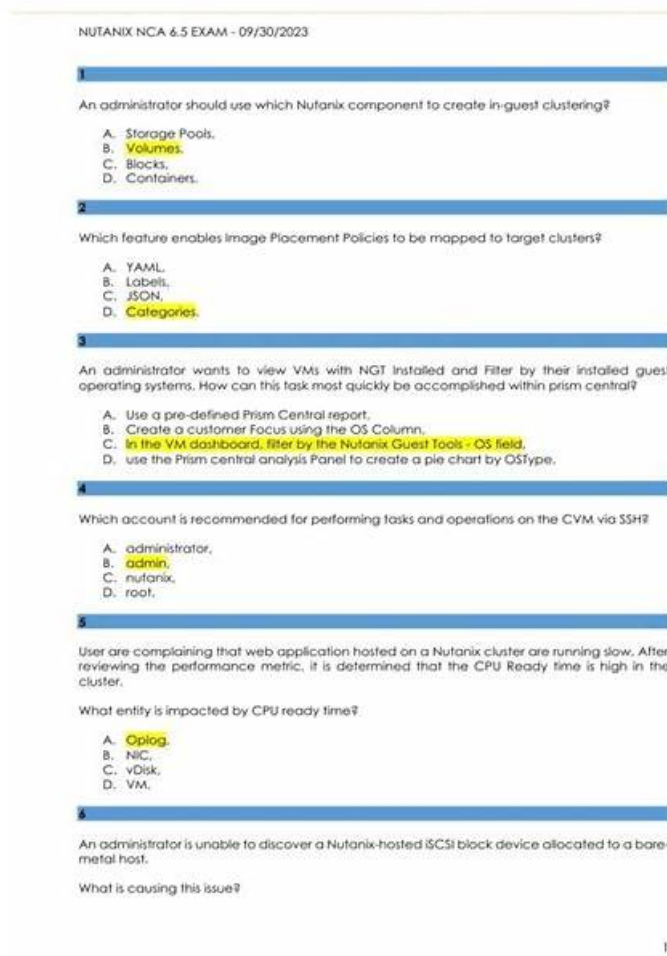 NUTANIX NCA 6.5 EXAM - 09/30/2023
1
An administrator should use which Nutanix component to create in-guest clustering?
A. Storage Pools.
B. Volumes.
C. Blocks.
D. Containers.
2
Which feature enables Image Placement Policies to be mapped to target clusters?
A. YAML.
B. Labels.
C. JSON.
D. Categories.
3
An administrator wants to view VMs with NGT Installed and Filter by their installed gues
operating systems. How can this task most quickly be accomplished within prism central?
A. Use a pre-defined Prism Central report.
B. Create a customer Focus using the OS Column.
C. In the VM dashboard, filter by the Nutanix Guest Tools - OS field.
D. use the Prism central analysis Panel to create a pie chart by OSType.
4
Which account is recommended for performing tasks and operations on the CVM via SSH?
A. administrator.
B. admin.
C. nutanix.
D. root.
5
User are complaining that web application hosted on a Nutanix cluster are running slow. After
reviewing the performance metric, it is determined that the CPU Ready time is high in the
cluster.
What entity is impacted by CPU ready time?
A. Oplog.
B. NIC.
C. vDisk.
D. VM.
6
An administrator is unable to discover a Nutanix-hosted iSCSI block device allocated to a bare-
metal host.
What is causing this issue?
1